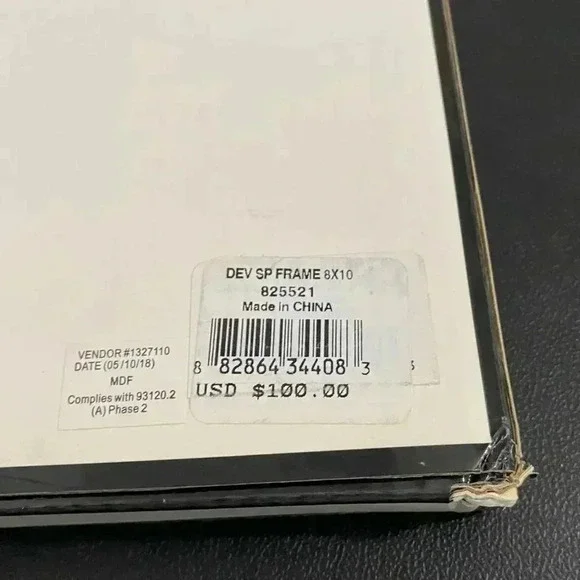 DEV SP FRAME 8X10
825521
Made in CHINA
8 82864 34408 3
USD $100.00
VENDOR #1327110
DATE (05/10/18)
MDF
Complies with 93120.2
(A) Phase 2